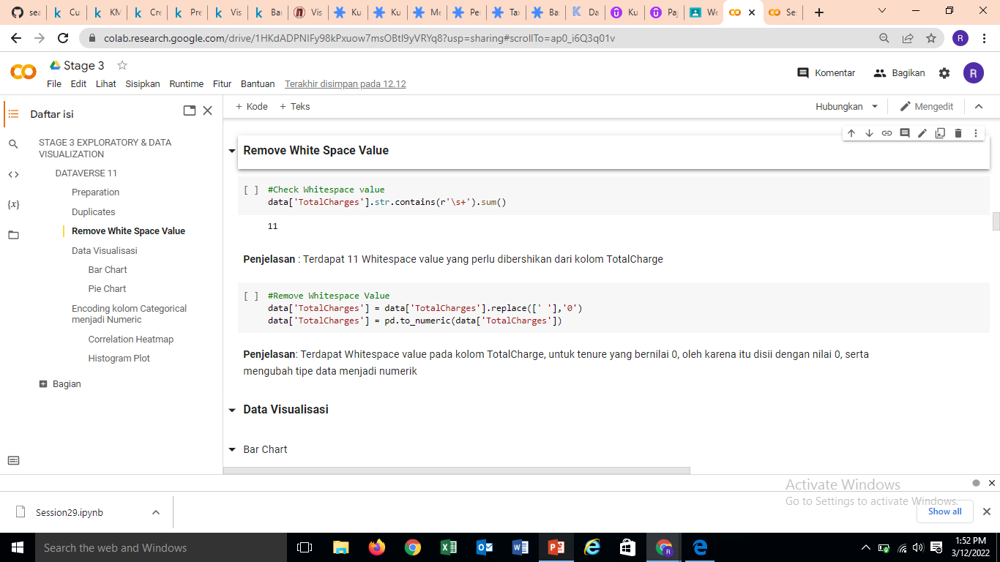 sea
Cu
KM
Cre
Pre
Vis
Bar
Vis
Ku
Ku
Me
Per
Tax
Ba
Da
Ku
Paj
We
Se
colab.research.google.com/drive/1HKdADPNIFy98kPxuow7msOBtI9yVRYq8?usp=sharing#scrollTo=ap0_i6Q3q01v
R
Stage 3
File Edit Lihat Sisipkan Runtime Fitur Bantuan Terakhir disimpan pada 12.12
Komentar
Bagikan
R
Daftar isi
+ Kode + Teks
Hubungkan
Mengedit
STAGE 3 EXPLORATORY & DATA
VISUALIZATION
DATAVERSE 11
Preparation
Duplicates
Remove White Space Value
Data Visualisasi
Bar Chart
Pie Chart
Encoding kolom Categorical
menjadi Numeric
Correlation Heatmap
Histogram Plot
Bagian
{x}
Remove White Space Value
[ ] #Check Whitespace value
data['TotalCharges'].str.contains(r'\s+').sum()
11
Penjelasan : Terdapat 11 Whitespace value yang perlu dibershikan dari kolom TotalCharge
[ ] #Remove Whitespace Value
data['TotalCharges'] = data['TotalCharges'].replace([' '],'0')
data['TotalCharges'] = pd.to_numeric(data['TotalCharges'])
Penjelasan: Terdapat Whitespace value pada kolom TotalCharge, untuk tenure yang bernilai 0, oleh karena itu disii dengan nilai 0, serta
mengubah tipe data menjadi numerik
Data Visualisasi
Bar Chart
Activate Windows
Go to Settings to activate Windows.
Session29.ipynb
Show all
Search the web and Windows
1:52 PM
3/12/2022